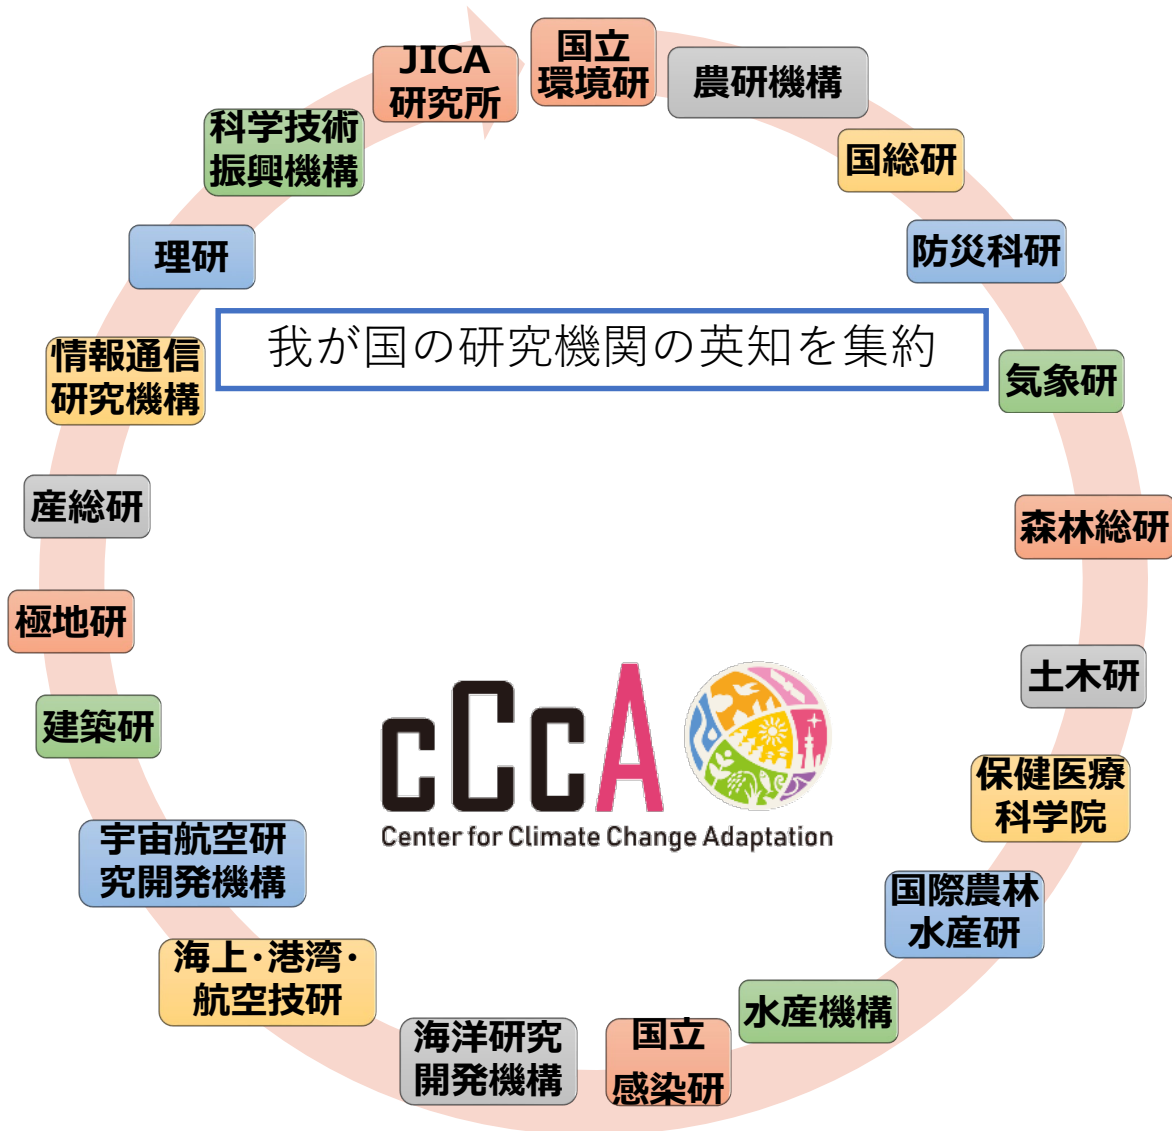 国立
環境研
農研機構
国総研
防災科研
気象研
森林総研
土木研
保健医療
科学院
国際農林
水産研
水産機構
国立
感染研
海洋研究
開発機構
海上・港湾・
航空技研
宇宙航空研
究開発機構
建築研
極地研
産総研
情報通信
研究機構
理研
科学技術
振興機構
JICA
研究所
我が国の研究機関の英知を集約
cCcA
Center for Climate Change Adaptation